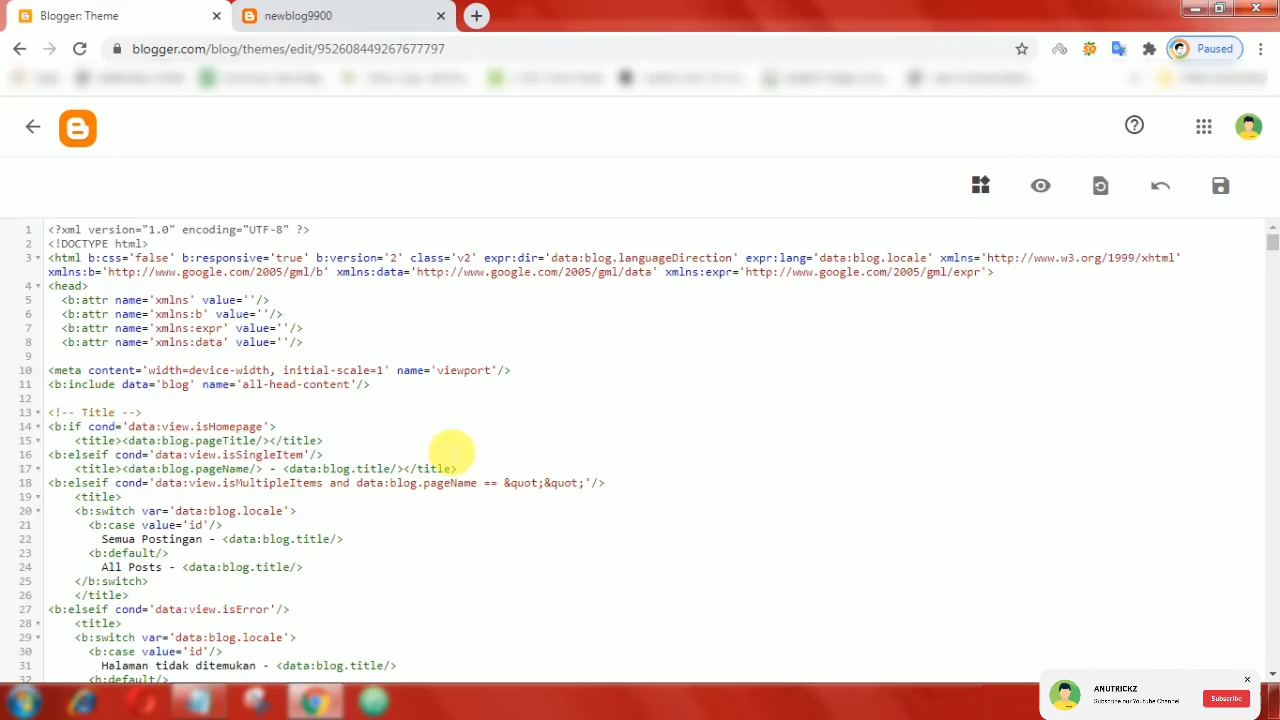 Blogger: Theme
newblog9900
blogger.com/blog/themes/edit/952608449267677797
Paused
1 <?xml version="1.0" encoding="UTF-8" ?>
2 <!DOCTYPE html>
3 <html b:css='false' b:responsive='true' b:version='2' class='v2' expr:dir='data:blog.languageDirection' expr:lang='data:blog.locale' xmlns='http://www.w3.org/1999/xhtml'
xmlns:b='http://www.google.com/2005/gml/b' xmlns:data='http://www.google.com/2005/gml/data' xmlns:expr='http://www.google.com/2005/gml/expr'>
4 <head>
5 <b:attr name='xmlns' value=''/>
6 <b:attr name='xmlns:b' value=''/>
7 <b:attr name='xmlns:expr' value=''/>
8 <b:attr name='xmlns:data' value=''/>
9
10 <meta content='width=device-width, initial-scale=1' name='viewport'/>
11 <b:include data='blog' name='all-head-content'/>
12
13 <!-- Title -->
14 <b:if cond='data:view.isHomepage'>
15 <title><data:blog.pageTitle/></title>
16 <b:elseif cond='data:view.isSingleItem'/>
17 <title><data:blog.pageName/> - <data:blog.title/></title>
18 <b:elseif cond='data:view.isMultipleItems and data:blog.pageName == &quot;&quot;'/>
19 <title>
20 <b:switch var='data:blog.locale'>
21 <b:case value='id'/>
22 Semua Postingan - <data:blog.title/>
23 <b:default/>
24 All Posts - <data:blog.title/>
25 </b:switch>
26 </title>
27 <b:elseif cond='data:view.isError'/>
28 <title>
29 <b:switch var='data:blog.locale'>
30 <b:case value='id'/>
31 Halaman tidak ditemukan - <data:blog.title/>
32 <b:default/>
ANUTRICKZ
Subscribe our Youtube Channel
Subscribe